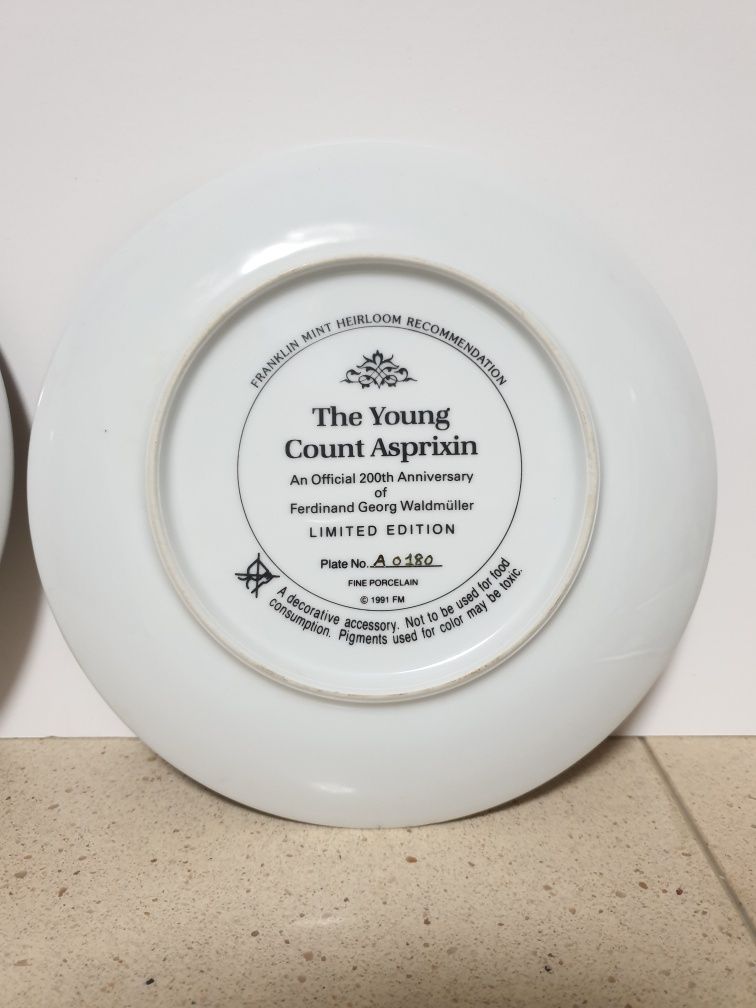 FRANKLIN MINT HEIRLOOM RECOMMENDATION
The Young
Count Asprixin
An Official 200th Anniversary
of
Ferdinand Georg Waldmüller
LIMITED EDITION
Plate No. A 0180
FINE PORCELAIN
© 1991 FM
A decorative accessory. Not to be used for food
consumption. Pigments used for color may be toxic.